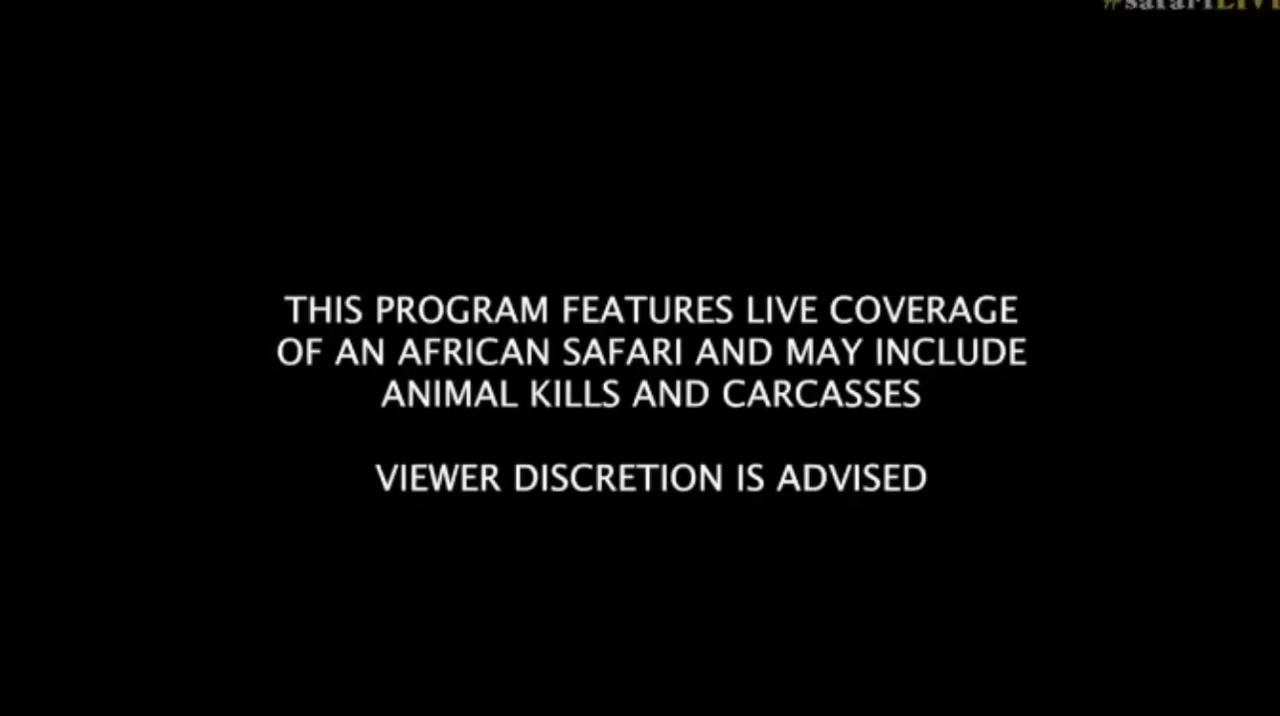 #safariLIVE
THIS PROGRAM FEATURES LIVE COVERAGE
OF AN AFRICAN SAFARI AND MAY INCLUDE
ANIMAL KILLS AND CARCASSES
VIEWER DISCRETION IS ADVISED